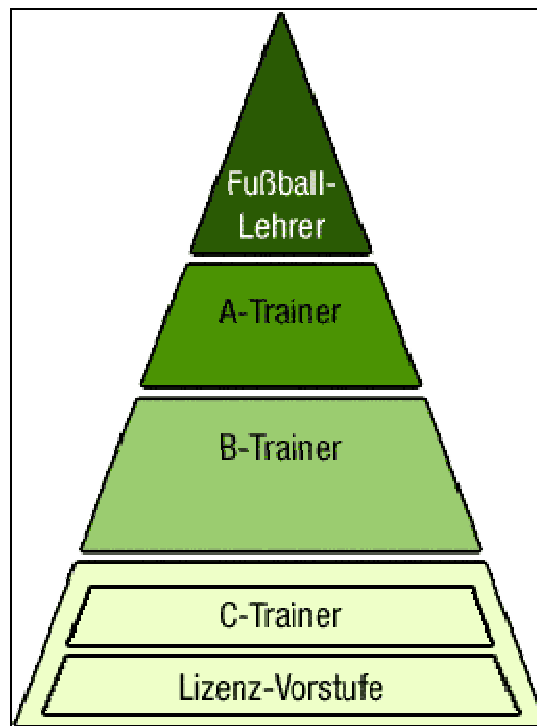 Fußball-
Lehrer
A-Trainer
B-Trainer
C-Trainer
Lizenz-Vorstufe